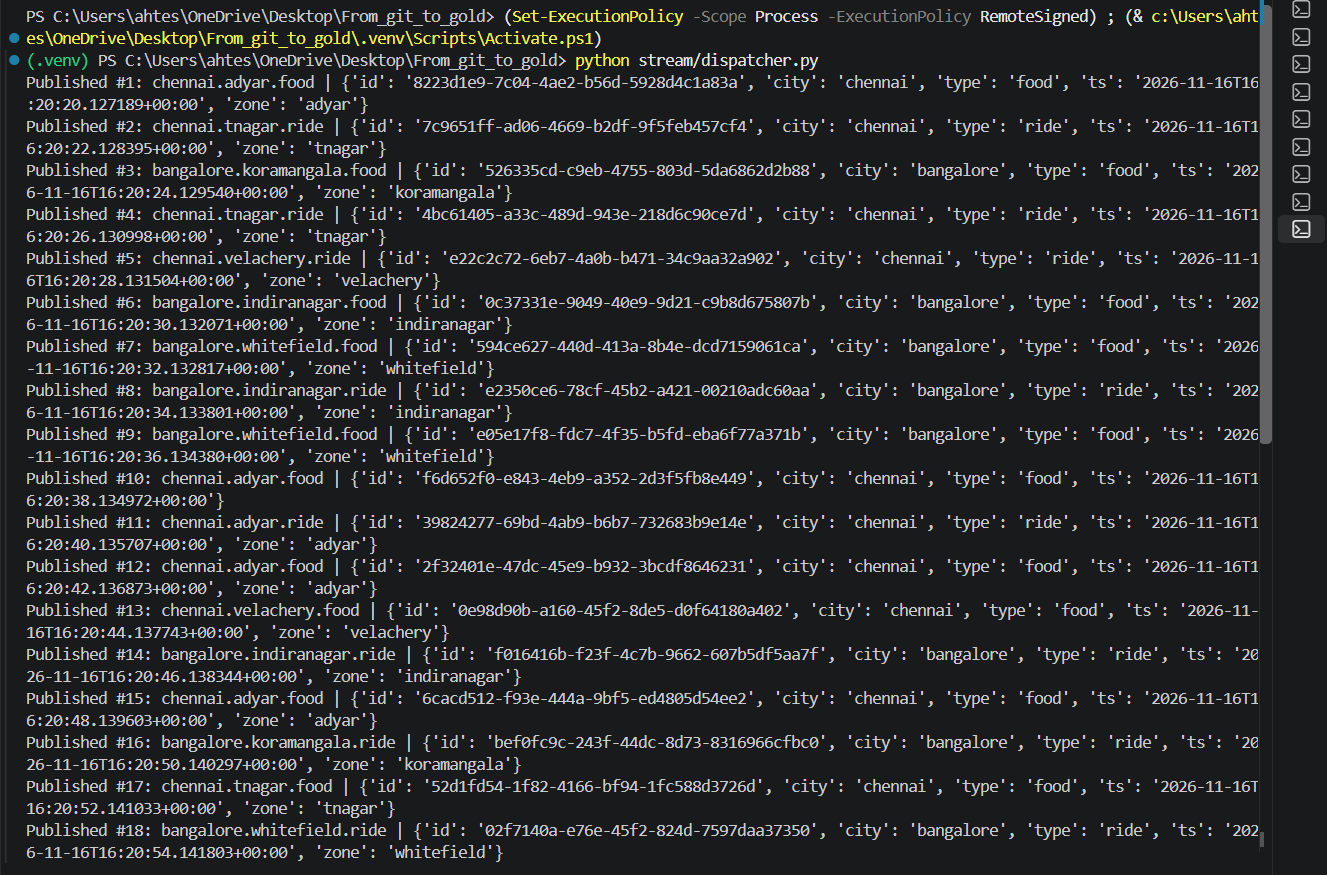 PS C:\Users\ahtes\OneDrive\Desktop\From_git_to_gold> (Set-ExecutionPolicy -Scope Process -ExecutionPolicy RemoteSigned) ; (& c:\Users\aht
es\OneDrive\Desktop\From_git_to_gold\.venv\Scripts\Activate.ps1)
(.venv) PS C:\Users\ahtes\OneDrive\Desktop\From_git_to_gold> python stream/dispatcher.py
Published #1: chennai.adyar.food | {'id': '8223d1e9-7c04-4ae2-b56d-5928d4c1a83a', 'city': 'chennai', 'type': 'food', 'ts': '2026-11-16T16
:20:20.127189+00:00', 'zone': 'adyar'}
Published #2: chennai.tnagar.ride | {'id': '7c9651ff-ad06-4669-b2df-9f5feb457cf4', 'city': 'chennai', 'type': 'ride', 'ts': '2026-11-16T1
6:20:22.128395+00:00', 'zone': 'tnagar'}
Published #3: bangalore.koramangala.food | {'id': '526335cd-c9eb-4755-803d-5da6862d2b88', 'city': 'bangalore', 'type': 'food', 'ts': '202
6-11-16T16:20:24.129540+00:00', 'zone': 'koramangala'}
Published #4: chennai.tnagar.ride | {'id': '4bc61405-a33c-489d-943e-218d6c90ce7d', 'city': 'chennai', 'type': 'ride', 'ts': '2026-11-16T1
6:20:26.130998+00:00', 'zone': 'tnagar'}
Published #5: chennai.velachery.ride | {'id': 'e22c2c72-6eb7-4a0b-b471-34c9aa32a902', 'city': 'chennai', 'type': 'ride', 'ts': '2026-11-1
6T16:20:28.131504+00:00', 'zone': 'velachery'}
Published #6: bangalore.indiranagar.food | {'id': '0c37331e-9049-40e9-9d21-c9b8d675807b', 'city': 'bangalore', 'type': 'food', 'ts': '202
6-11-16T16:20:30.132071+00:00', 'zone': 'indiranagar'}
Published #7: bangalore.whitefield.food | {'id': '594ce627-440d-413a-8b4e-dcd7159061ca', 'city': 'bangalore', 'type': 'food', 'ts': '2026
-11-16T16:20:32.132817+00:00', 'zone': 'whitefield'}
Published #8: bangalore.indiranagar.ride | {'id': 'e2350ce6-78cf-45b2-a421-00210adc60aa', 'city': 'bangalore', 'type': 'ride', 'ts': '202
6-11-16T16:20:34.133801+00:00', 'zone': 'indiranagar'}
Published #9: bangalore.whitefield.food | {'id': 'e05e17f8-fdc7-4f35-b5fd-eba6f77a371b', 'city': 'bangalore', 'type': 'food', 'ts': '2026
-11-16T16:20:36.134380+00:00', 'zone': 'whitefield'}
Published #10: chennai.adyar.food | {'id': 'f6d652f0-e843-4eb9-a352-2d3f5fb8e449', 'city': 'chennai', 'type': 'food', 'ts': '2026-11-16T1
6:20:38.134972+00:00'}
Published #11: chennai.adyar.ride | {'id': '39824277-69bd-4ab9-b6b7-732683b9e14e', 'city': 'chennai', 'type': 'ride', 'ts': '2026-11-16T1
6:20:40.135707+00:00', 'zone': 'adyar'}
Published #12: chennai.adyar.food | {'id': '2f32401e-47dc-45e9-b932-3bcdf8646231', 'city': 'chennai', 'type': 'food', 'ts': '2026-11-16T1
6:20:42.136873+00:00', 'zone': 'adyar'}
Published #13: chennai.velachery.food | {'id': '0e98d90b-a160-45f2-8de5-d0f64180a402', 'city': 'chennai', 'type': 'food', 'ts': '2026-11-
16T16:20:44.137743+00:00', 'zone': 'velachery'}
Published #14: bangalore.indiranagar.ride | {'id': 'f016416b-f23f-4c7b-9662-607b5df5aa7f', 'city': 'bangalore', 'type': 'ride', 'ts': '20
26-11-16T16:20:46.138344+00:00', 'zone': 'indiranagar'}
Published #15: chennai.adyar.food | {'id': '6cacd512-f93e-444a-9bf5-ed4805d54ee2', 'city': 'chennai', 'type': 'food', 'ts': '2026-11-16T1
6:20:48.139603+00:00', 'zone': 'adyar'}
Published #16: bangalore.koramangala.ride | {'id': 'bef0fc9c-243f-44dc-8d73-8316966cfbc0', 'city': 'bangalore', 'type': 'ride', 'ts': '20
26-11-16T16:20:50.140297+00:00', 'zone': 'koramangala'}
Published #17: chennai.tnagar.food | {'id': '52d1fd54-1f82-4166-bf94-1fc588d3726d', 'city': 'chennai', 'type': 'food', 'ts': '2026-11-16T
16:20:52.141033+00:00', 'zone': 'tnagar'}
Published #18: bangalore.whitefield.ride | {'id': '02f7140a-e76e-45f2-824d-7597daa37350', 'city': 'bangalore', 'type': 'ride', 'ts': '202
6-11-16T16:20:54.141803+00:00', 'zone': 'whitefield'}